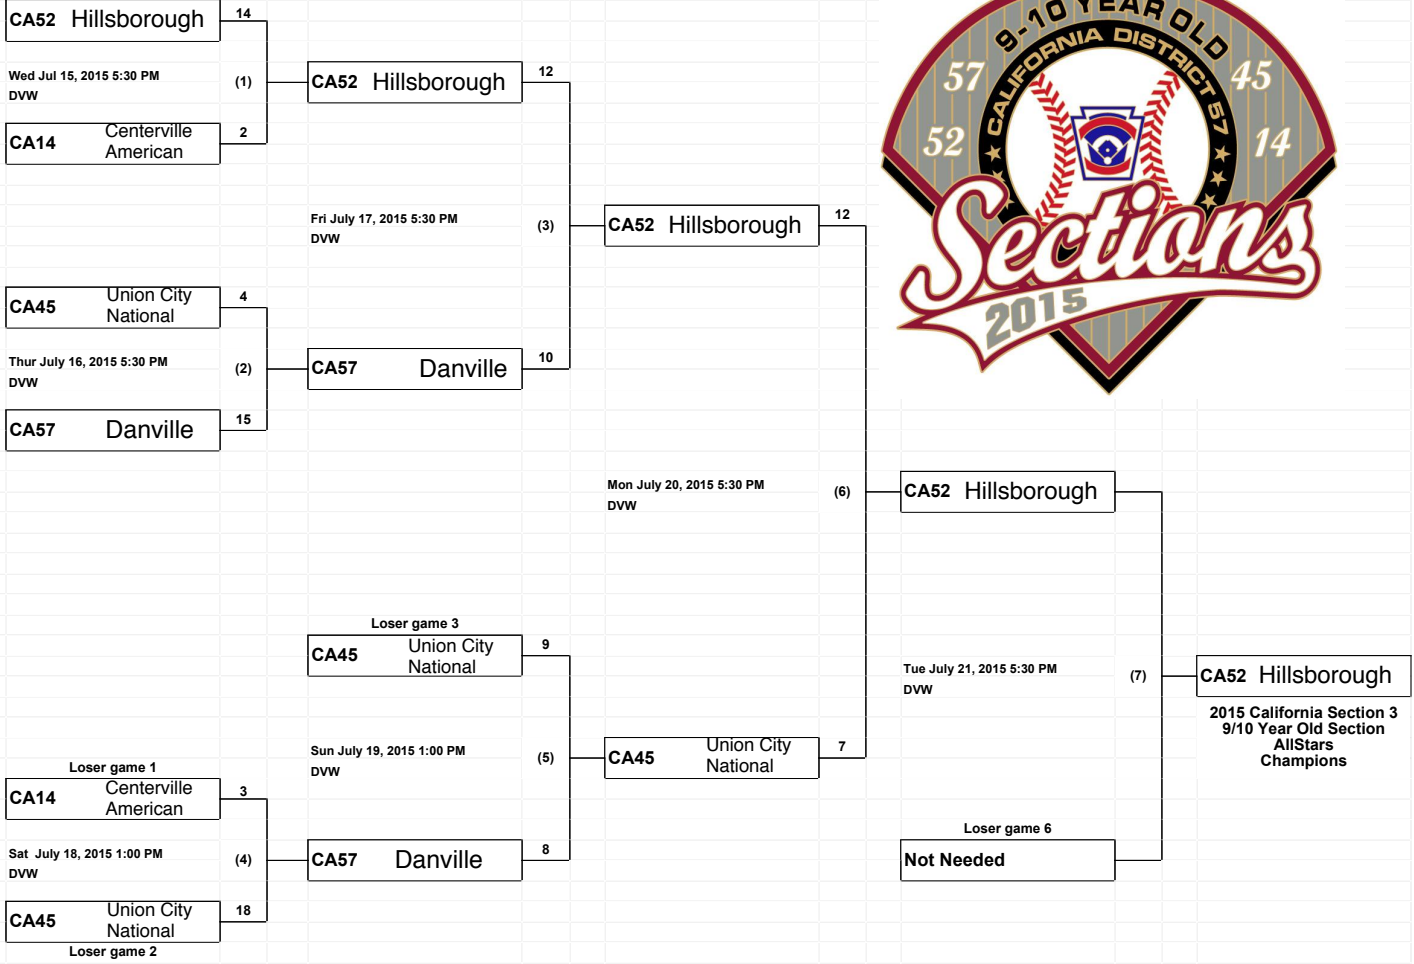 CA52 Hillsborough 14
Wed Jul 15, 2015 5:30 PM
DVW
(1)
CA14 Centerville
American
2
CA52 Hillsborough 12
Fri July 17, 2015 5:30 PM
DVW
(3)
CA45 Union City
National
4
Thur July 16, 2015 5:30 PM
DVW
(2)
CA57 Danville 15
CA57 Danville 10
CA52 Hillsborough 12
9-10 YEAR OLD
CALIFORNIA DISTRICT 57
57
45
52
14
Sections
2015
Mon July 20, 2015 5:30 PM
DVW
(6)
CA52 Hillsborough
Loser game 3
CA45 Union City
National
9
Sun July 19, 2015 1:00 PM
DVW
(5)
CA45 Union City
National
7
Loser game 1
CA14 Centerville
American
3
Sat July 18, 2015 1:00 PM
DVW
(4)
CA57 Danville 8
CA45 Union City
National
18
Loser game 2
Tue July 21, 2015 5:30 PM
DVW
(7)
CA52 Hillsborough
2015 California Section 3
9/10 Year Old Section
AllStars
Champions
Loser game 6
Not Needed